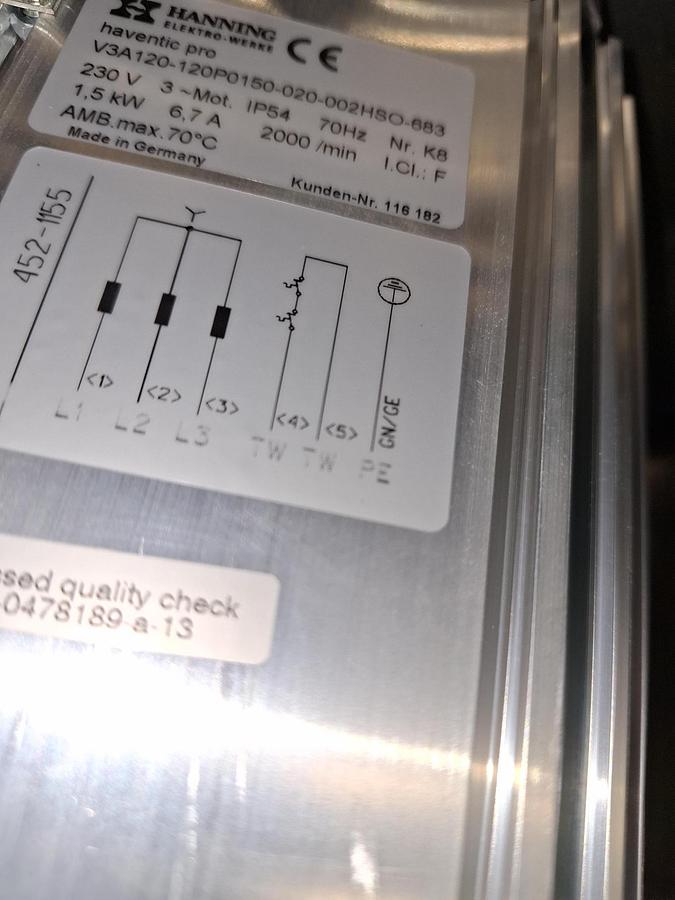 HANNING
ELEKTRO-WERKE
CE
haventic pro
V3A120-120P0150-020-002HSO-683
230 V 3~Mot. IP54 70Hz Nr. K8
1,5 kW 6,7 A 2000 /min I.Cl.: F
AMB.max.70°C
Made in Germany
Kunden-Nr. 116 182
452-1155
<1> <2> <3> <4> <5> GN/GE
L1 L2 L3 TW TW PE
ssed quality check
-0478189-a-13